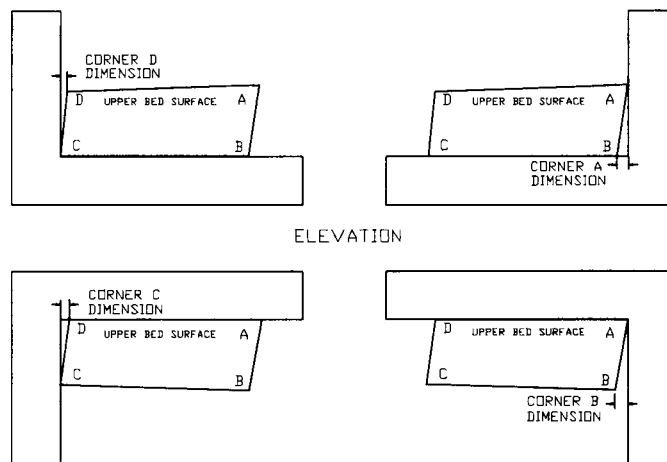 CORNER D
DIMENSION
D UPPER BED SURFACE A
C B
D UPPER BED SURFACE A
C B
CORNER A
DIMENSION
ELEVATION
CORNER C
DIMENSION
D UPPER BED SURFACE A
C B
D UPPER BED SURFACE A
C B
CORNER B
DIMENSION